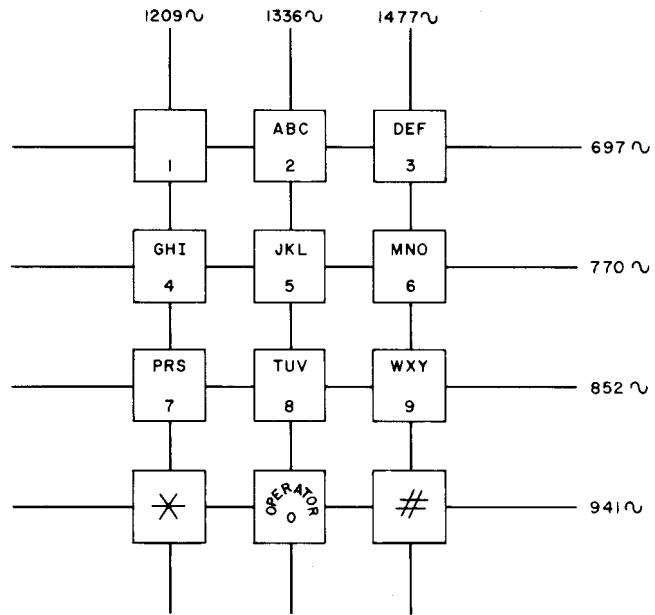 1209∿ 1336∿ 1477∿
ABC DEF
1 2 3 697∿
GHI JKL MNO
4 5 6 770∿
PRS TUV WXY
7 8 9 852∿
* OPERATOR #
0 941∿